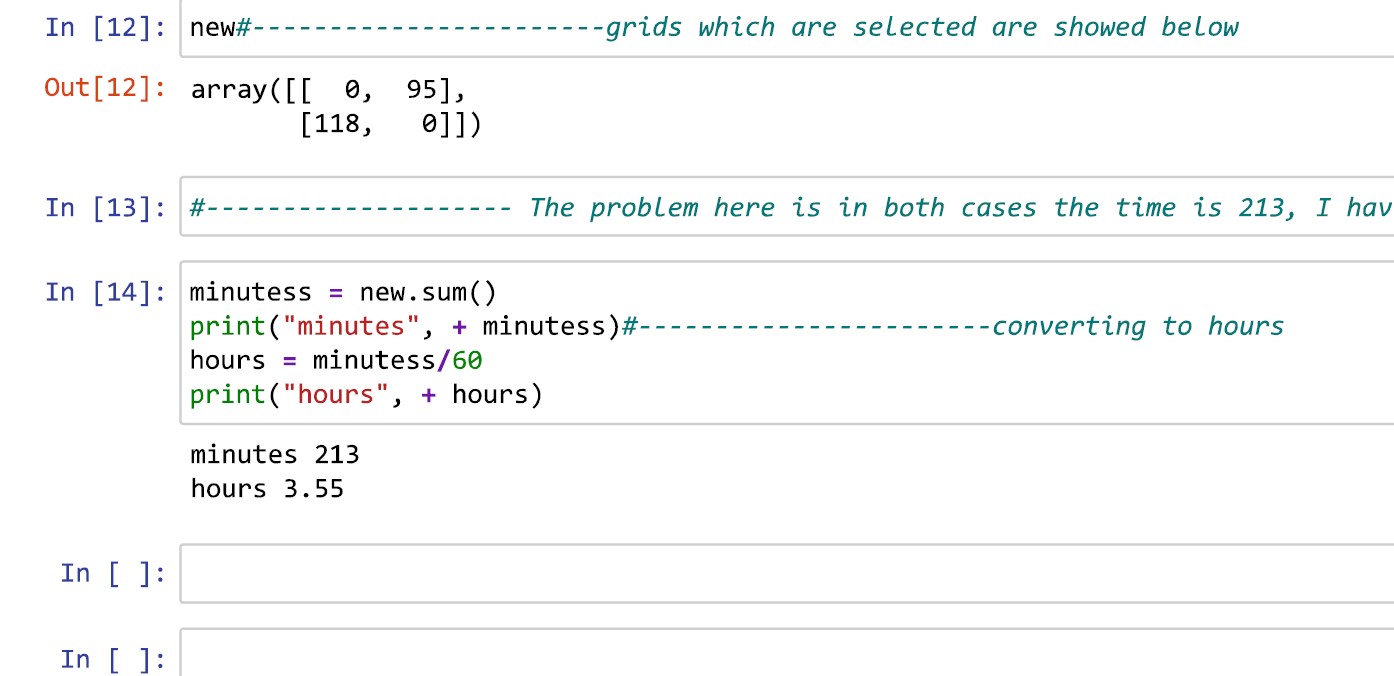 In [12]: new#-----------------------grids which are selected are showed below
Out[12]: array([[  0,  95],
       [118,   0]])
In [13]: #-------------------- The problem here is in both cases the time is 213, I hav
In [14]: minutess = new.sum()
print("minutes", + minutess)#-----------------------converting to hours
hours = minutess/60
print("hours", + hours)
minutes 213
hours 3.55
In [ ]:
In [ ]: